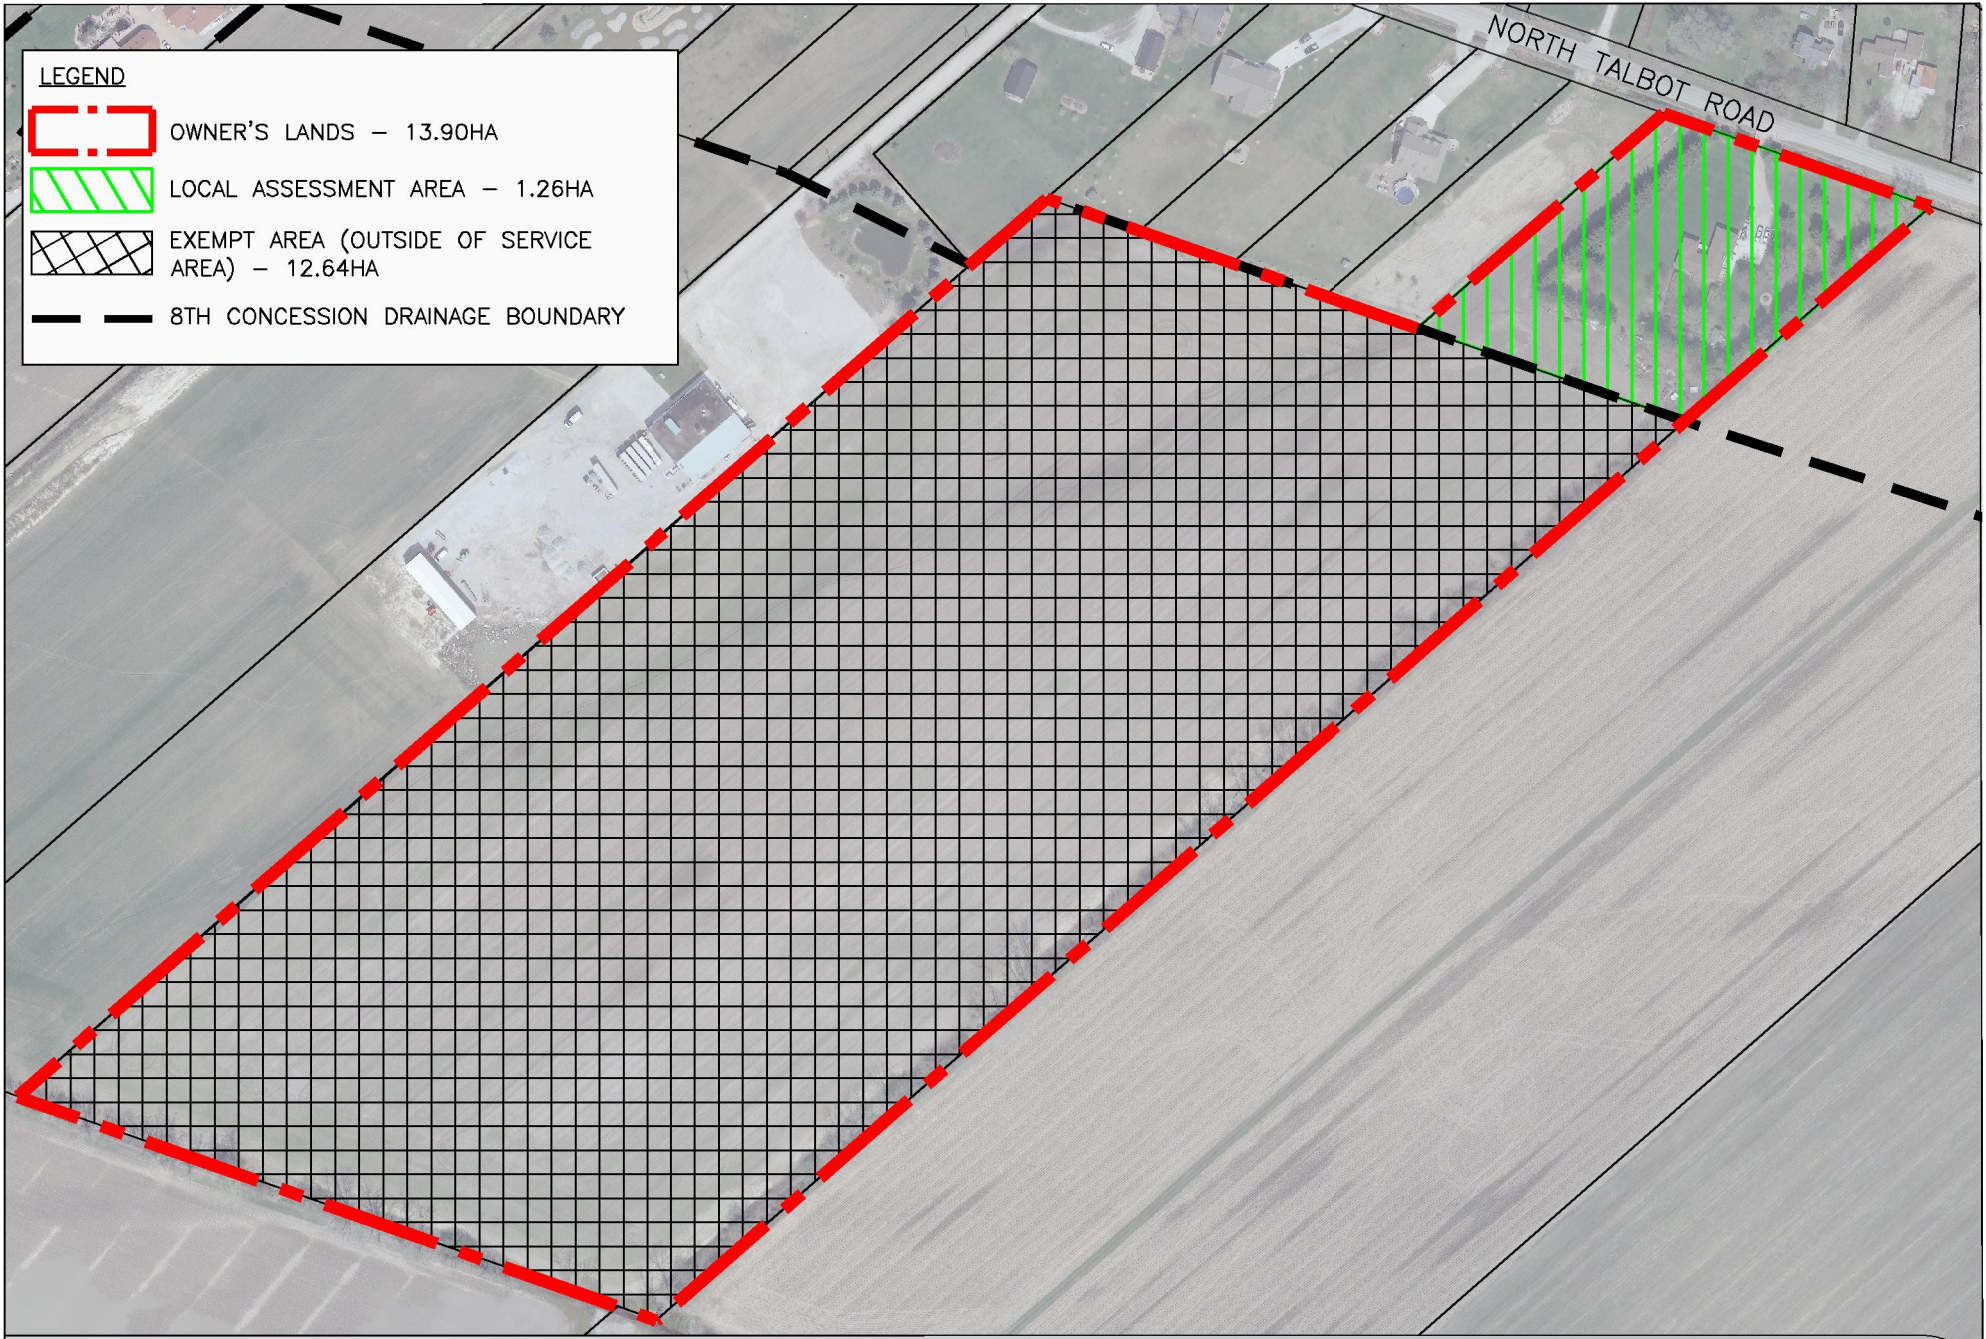 LEGEND
OWNER'S LANDS – 13.90HA
LOCAL ASSESSMENT AREA – 1.26HA
EXEMPT AREA (OUTSIDE OF SERVICE
AREA) – 12.64HA
8TH CONCESSION DRAINAGE BOUNDARY
NORTH TALBOT ROAD